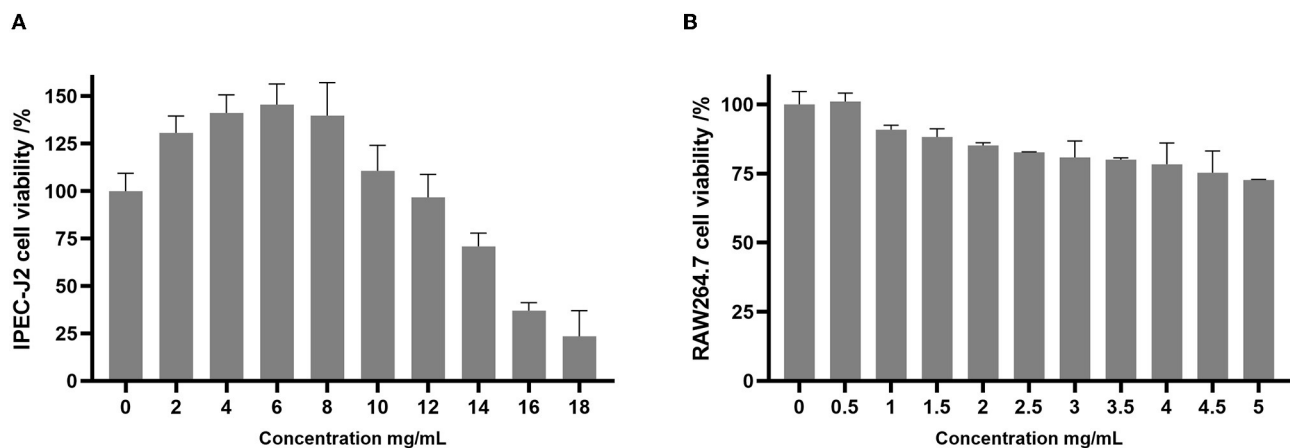 A
IPEC-J2 cell viability /%
150
125
100
75
50
25
0
0 2 4 6 8 10 12 14 16 18
Concentration mg/mL
B
RAW264.7 cell viability /%
100
75
50
25
0
0 0.5 1 1.5 2 2.5 3 3.5 4 4.5 5
Concentration mg/mL